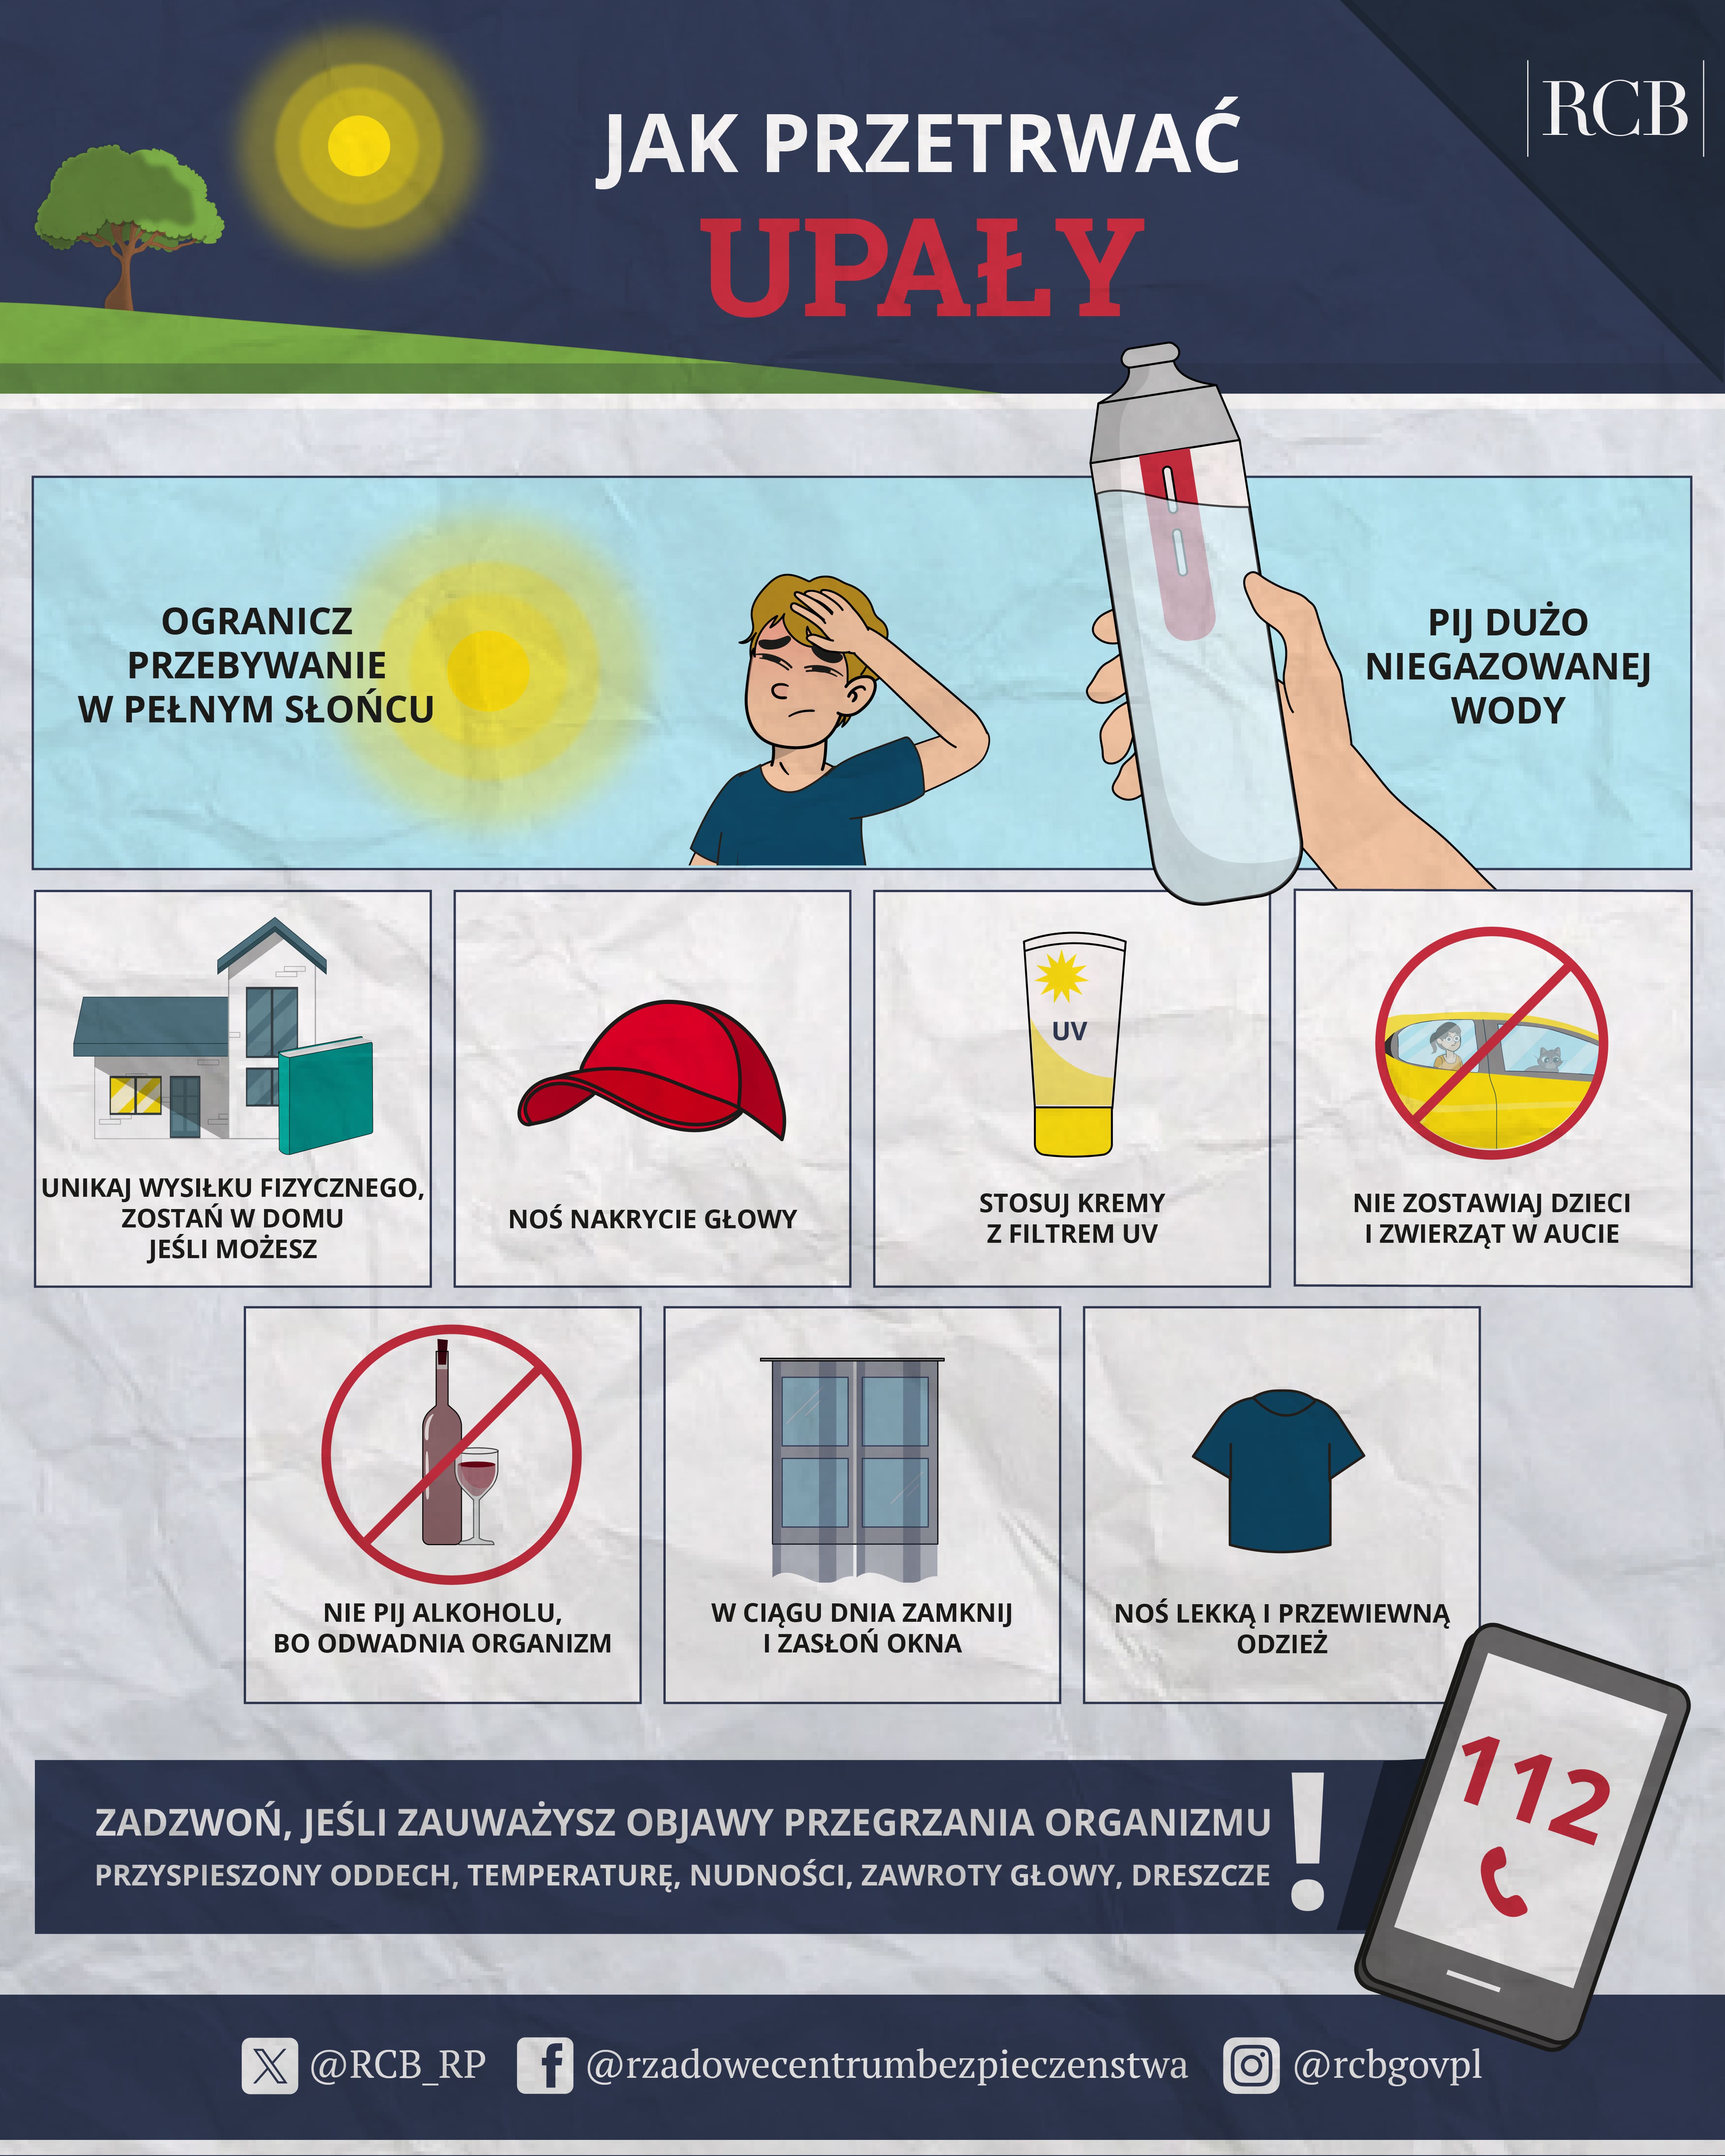 RCB
JAK PRZETRWAĆ
UPAŁY
OGRANICZ
PRZEBYWANIE
W PEŁNYM SŁOŃCU
PIJ DUŻO
NIEGAZOWANEJ
WODY
UNIKAJ WYSIŁKU FIZYCZNEGO,
ZOSTAŃ W DOMU
JEŚLI MOŻESZ
NOŚ NAKRYCIE GŁOWY
UV
STOSUJ KREMY
Z FILTREM UV
NIE ZOSTAWIAJ DZIECI
I ZWIERZĄT W AUCIE
NIE PIJ ALKOHOLU,
BO ODWADNIA ORGANIZM
W CIĄGU DNIA ZAMKNIJ
I ZASŁOŃ OKNA
NOŚ LEKKĄ I PRZEWIEWNĄ
ODZIEŻ
ZADZWOŃ, JEŚLI ZAUWAŻYSZ OBJAWY PRZEGRZANIA ORGANIZMU
PRZYSPIESZONY ODDECH, TEMPERATURĘ, NUDNOŚCI, ZAWROTY GŁOWY, DRESZCZE
!
112
@RCB_RP
@rzadowecentrumbezpieczenstwa
@rcbgovpl